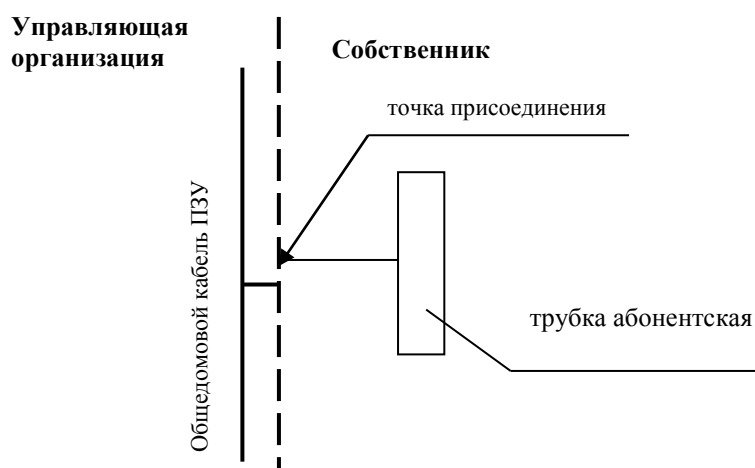 Управляющая
организация
Собственник
точка присоединения
Общедомовой кабель ПЗУ
трубка абонентская